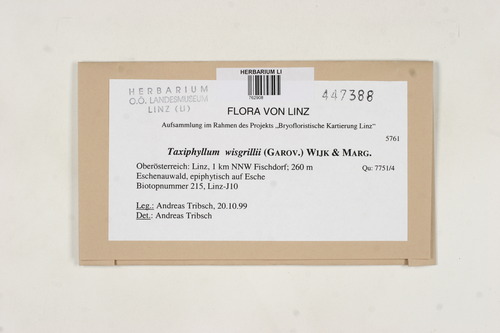 HERBARIUM LI
762908
HERBARIUM
O.Ö. LANDESMUSEUM
LINZ (LI)
447388
FLORA VON LINZ
Aufsammlung im Rahmen des Projekts „Bryofloristische Kartierung Linz“
5761
Taxiphyllum wisgrillii (GAROV.) WIJK & MARG.
Oberösterreich: Linz, 1 km NNW Fischdorf; 260 m Qu: 7751/4
Eschenauwald, epiphytisch auf Esche
Biotopnummer 215, Linz-J10
Leg.: Andreas Tribsch, 20.10.99
Det.: Andreas Tribsch